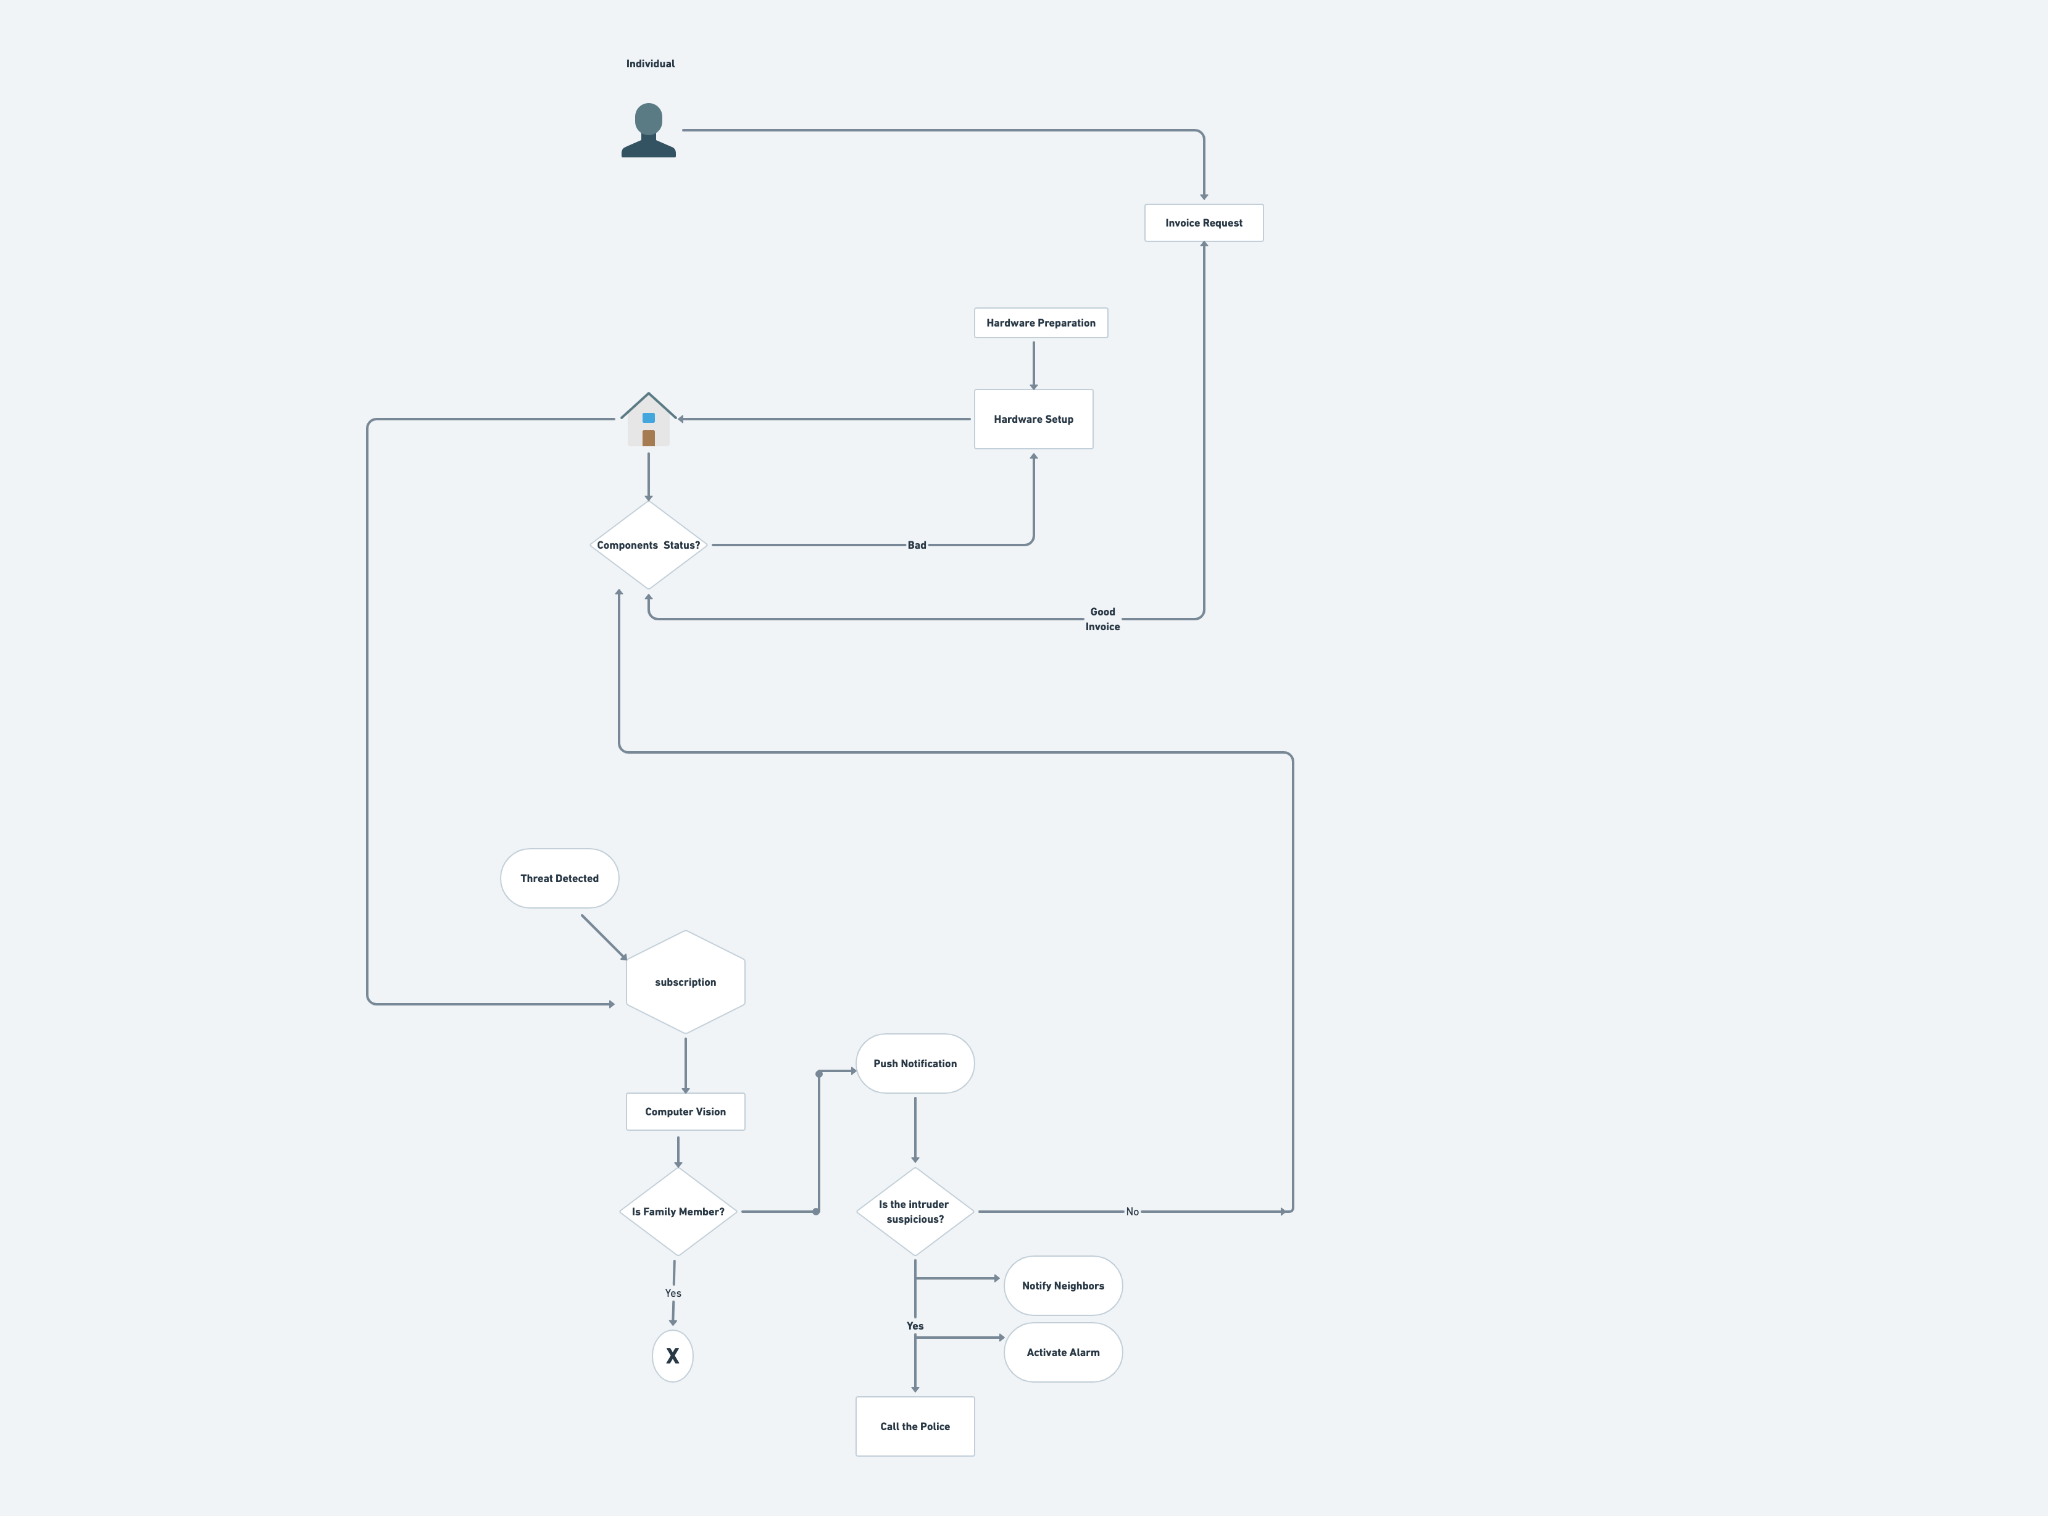 Individual
Invoice Request
Hardware Preparation
Hardware Setup
Components  Status?
Bad
Good
Invoice
Threat Detected
subscription
Push Notification
Computer Vision
Is Family Member?
Is the intruder
suspicious?
No
Yes
Notify Neighbors
Yes
Activate Alarm
X
Call the Police